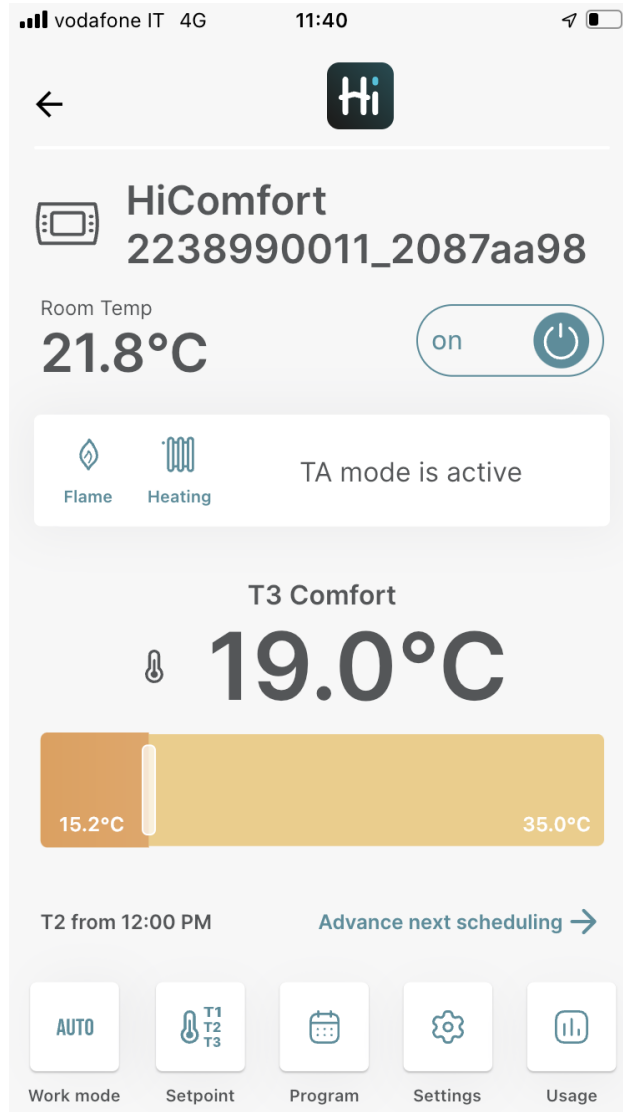 vodafone IT 4G 11:40
Hi
HiComfort
2238990011_2087aa98
Room Temp
21.8°C
on
Flame
Heating
TA mode is active
T3 Comfort
19.0°C
15.2°C
35.0°C
T2 from 12:00 PM
Advance next scheduling
AUTO
T1
T2
T3
Work mode
Setpoint
Program
Settings
Usage